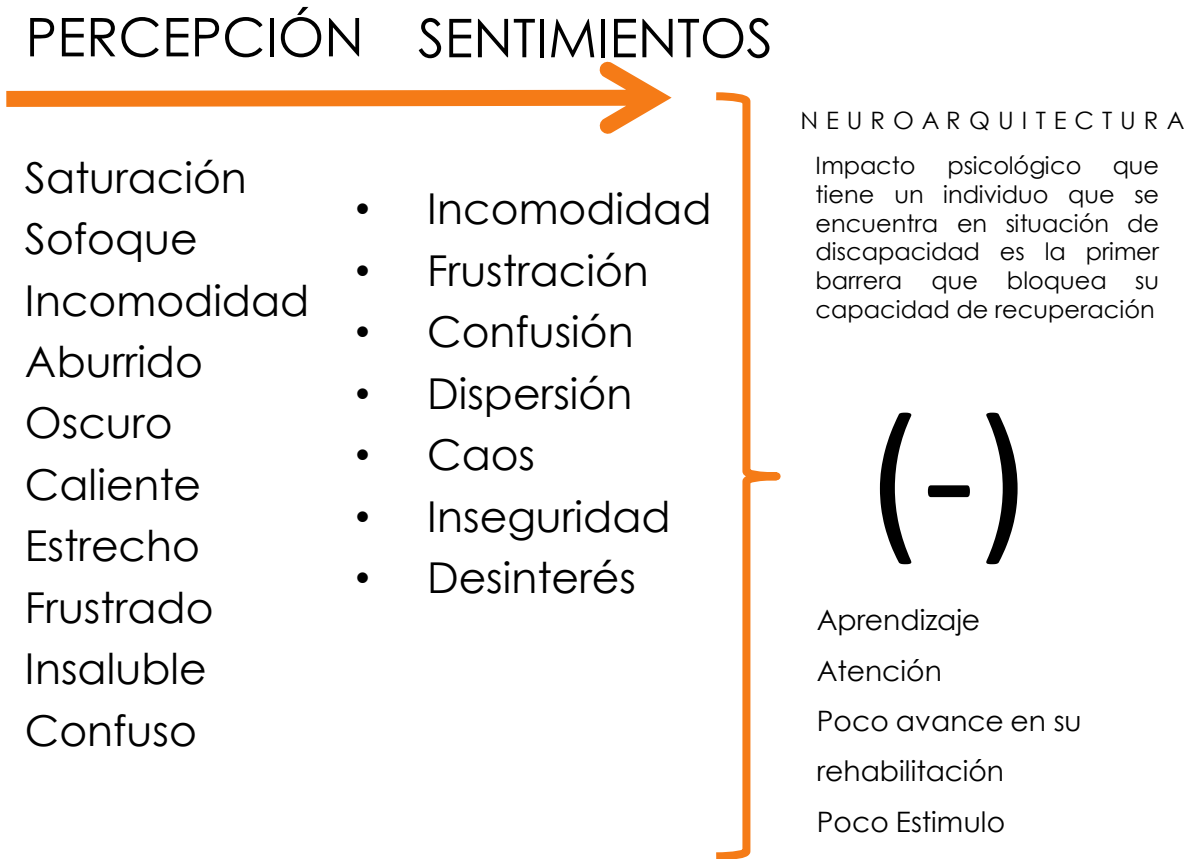 PERCEPCIÓN
SENTIMIENTOS
Saturación
Sofoque
Incomodidad
Aburrido
Oscuro
Caliente
Estrecho
Frustrado
Insaluble
Confuso
• Incomodidad
• Frustración
• Confusión
• Dispersión
• Caos
• Inseguridad
• Desinterés
NEUROARQUITECTURA
Impacto psicológico que
tiene un individuo que se
encuentra en situación de
discapacidad es la primer
barrera que bloquea su
capacidad de recuperación
(-)
Aprendizaje
Atención
Poco avance en su
rehabilitación
Poco Estimulo